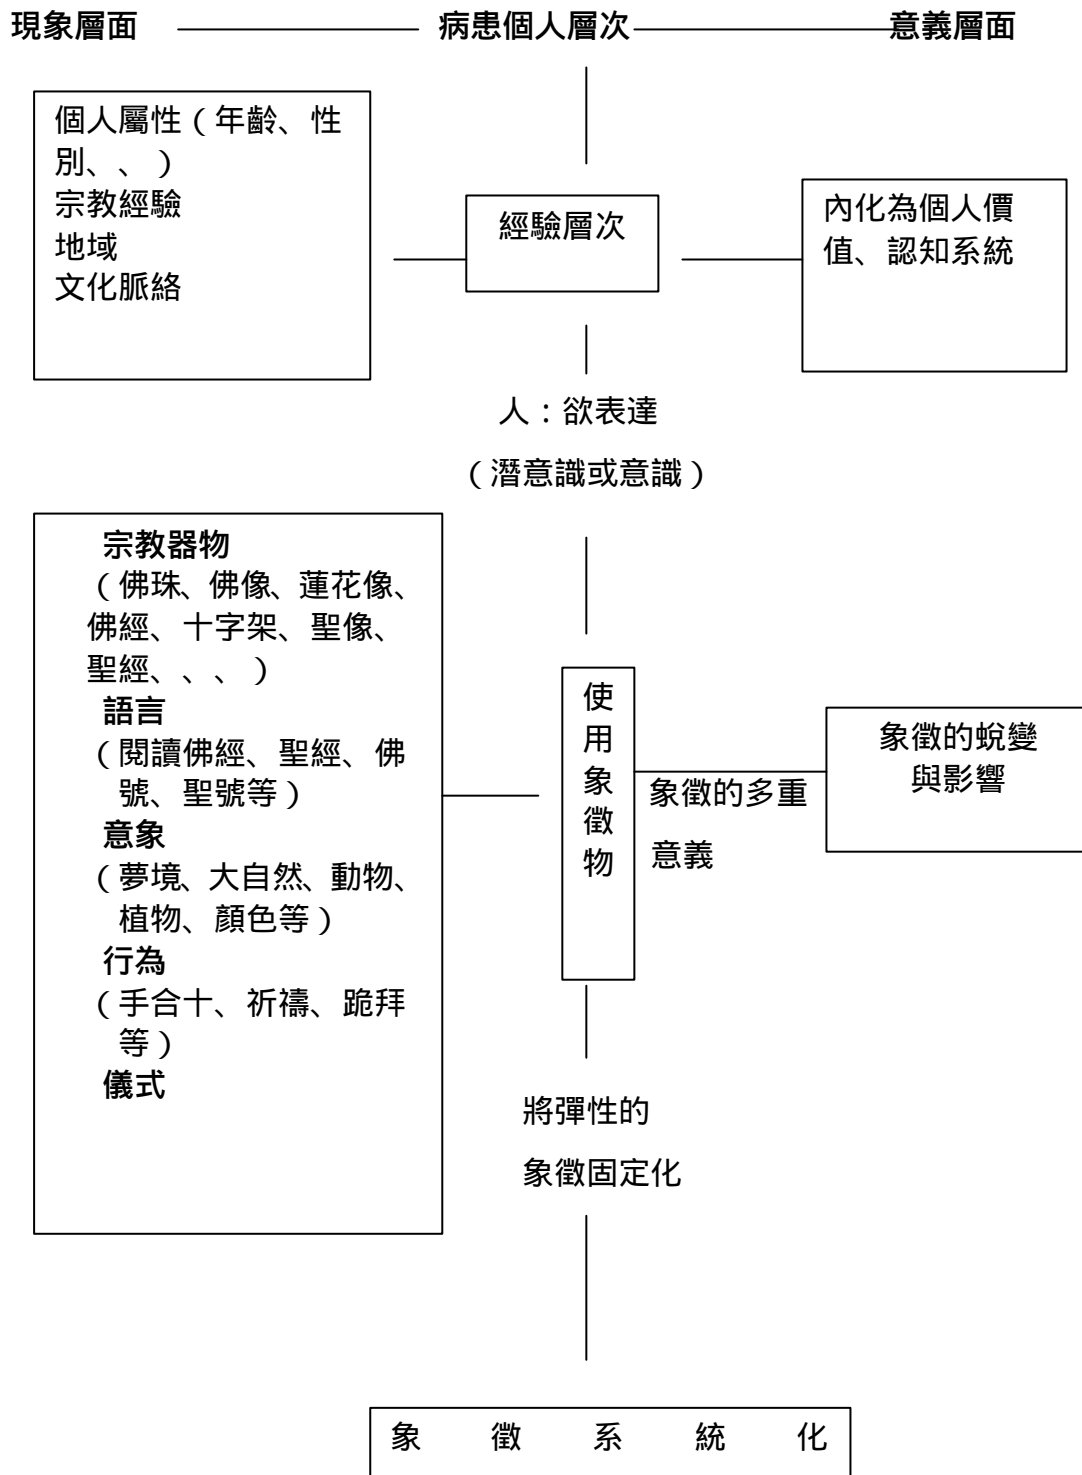 現象層面 病患個人層次 意義層面
個人屬性（年齡、性
別、、）
宗教經驗
地域
文化脈絡
經驗層次
內化為個人價
值、認知系統
人：欲表達
（潛意識或意識）
宗教器物
（佛珠、佛像、蓮花像、
佛經、十字架、聖像、
聖經、、、）
語言
（閱讀佛經、聖經、佛
號、聖號等）
意象
（夢境、大自然、動物、
植物、顏色等）
行為
（手合十、祈禱、跪拜
等）
儀式
使
用
象
徵
物
象徵的多重
意義
象徵的蛻變
與影響
將彈性的
象徵固定化
象 徵 系 統 化